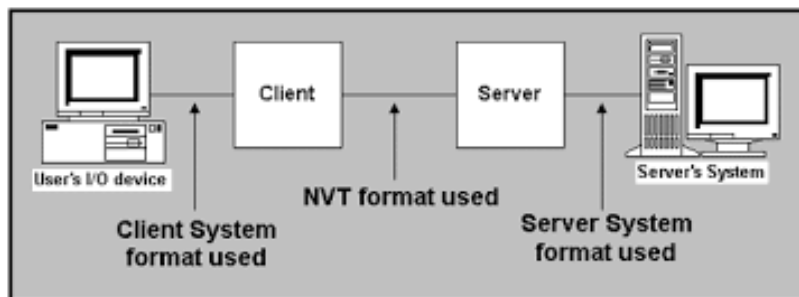 Client
Server
User's I/O device
Server's System
NVT format used
Client System
format used
Server System
format used